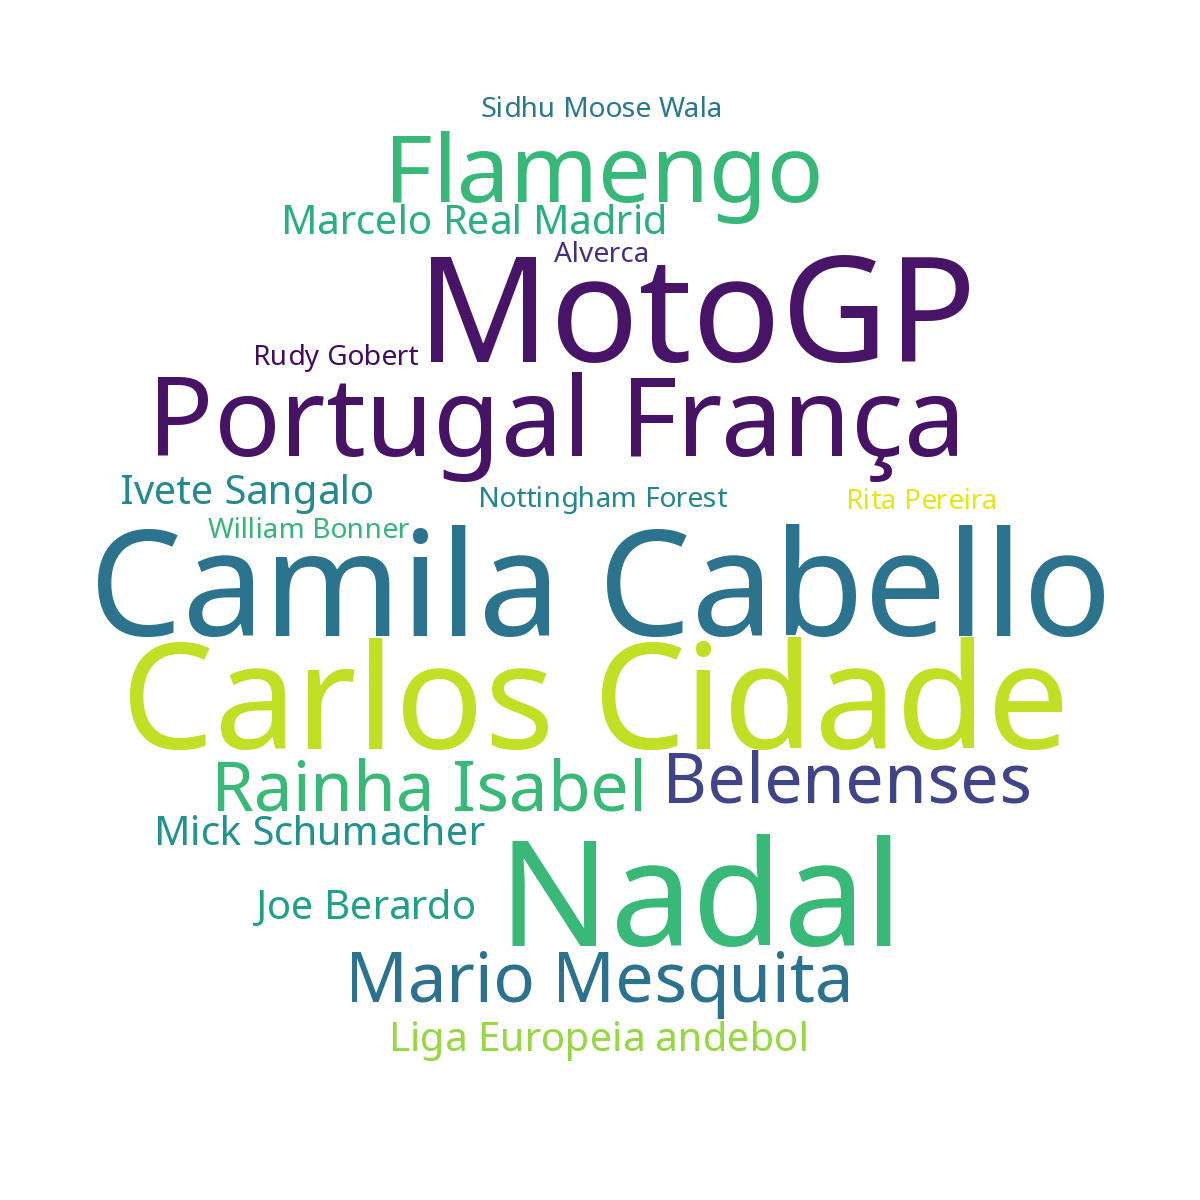 Sidhu Moose Wala
Flamengo
Marcelo Real Madrid
Alverca
MotoGP
Rudy Gobert
Portugal França
Ivete Sangalo
Nottingham Forest
Rita Pereira
William Bonner
Camila Cabello
Carlos Cidade
Rainha Isabel
Belenenses
Mick Schumacher
Nadal
Joe Berardo
Mario Mesquita
Liga Europeia andebol